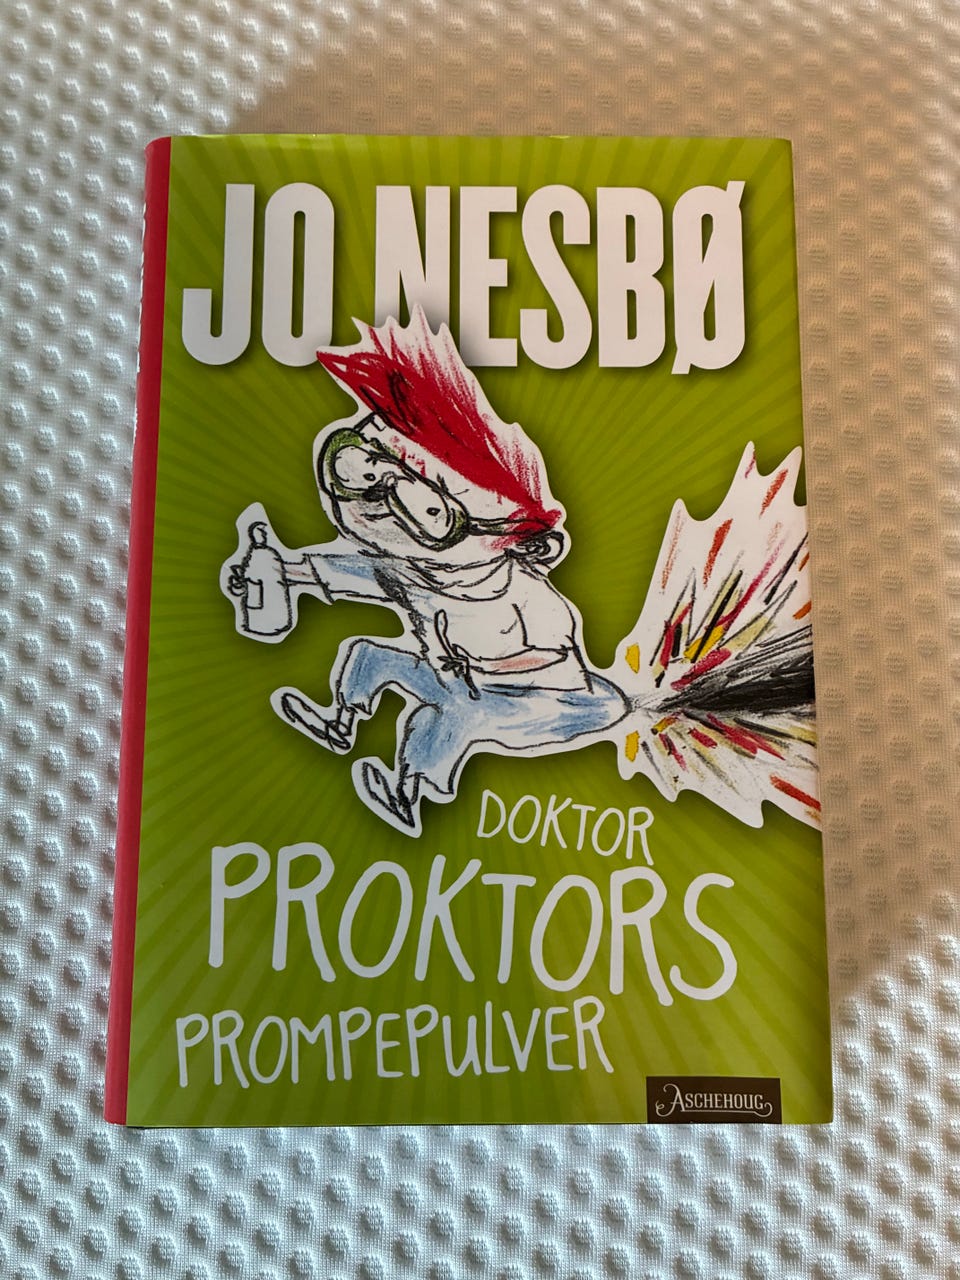 JO NESBØ
DOKTOR
PROKTORS
PROMPEPULVER
ASCHEHOUG